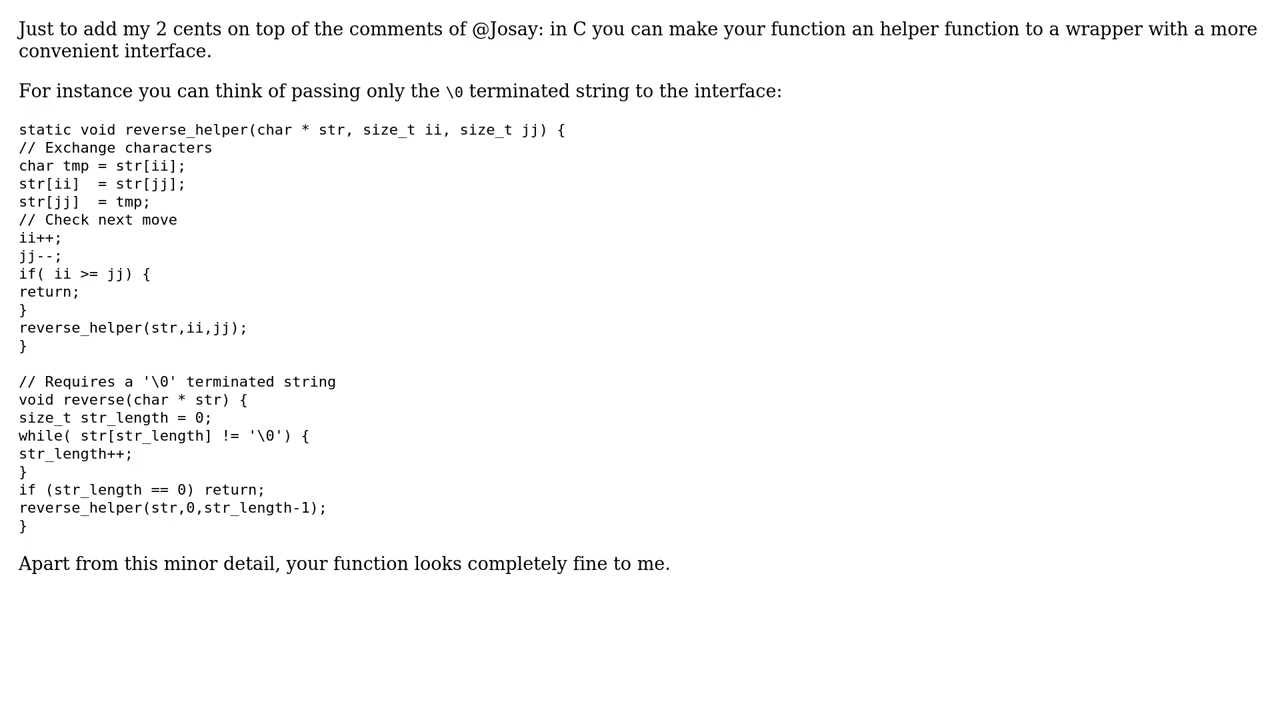 Just to add my 2 cents on top of the comments of @Josay: in C you can make your function an helper function to a wrapper with a more
convenient interface.
For instance you can think of passing only the \0 terminated string to the interface:
static void reverse_helper(char * str, size_t ii, size_t jj) {
// Exchange characters
char tmp = str[ii];
str[ii]  = str[jj];
str[jj]  = tmp;
// Check next move
ii++;
jj--;
if( ii >= jj) {
return;
}
reverse_helper(str,ii,jj);
}
// Requires a '\0' terminated string
void reverse(char * str) {
size_t str_length = 0;
while( str[str_length] != '\0') {
str_length++;
}
if (str_length == 0) return;
reverse_helper(str,0,str_length-1);
}
Apart from this minor detail, your function looks completely fine to me.